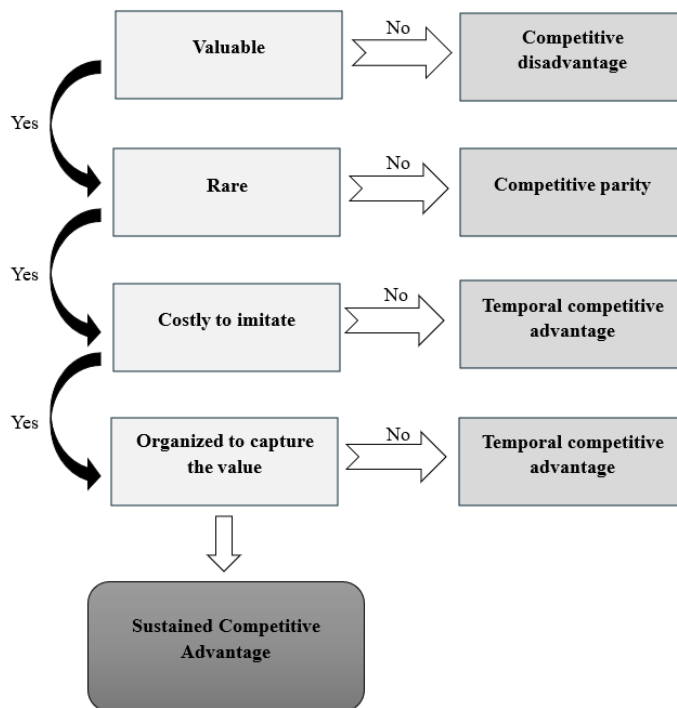 Valuable
No
Competitive
disadvantage
Yes
Rare
No
Competitive parity
Yes
Costly to imitate
No
Temporal competitive
advantage
Yes
Organized to capture
the value
No
Temporal competitive
advantage
Sustained Competitive
Advantage